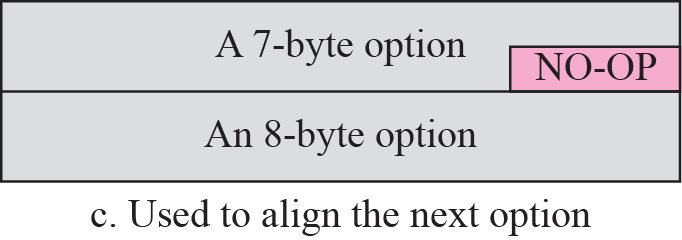 A 7-byte option
NO-OP
An 8-byte option
c. Used to align the next option